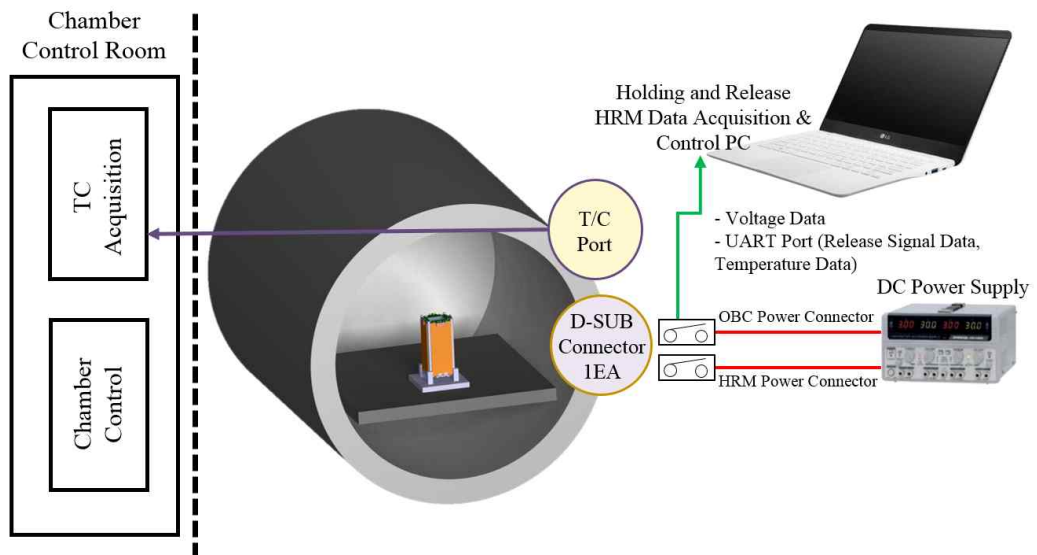 Chamber
Control Room
TC
Acquisition
Chamber
Control
T/C
Port
D-SUB
Connector
1EA
Holding and Release
HRM Data Acquisition &
Control PC
- Voltage Data
- UART Port (Release Signal Data,
Temperature Data)
DC Power Supply
OBC Power Connector
HRM Power Connector
LG